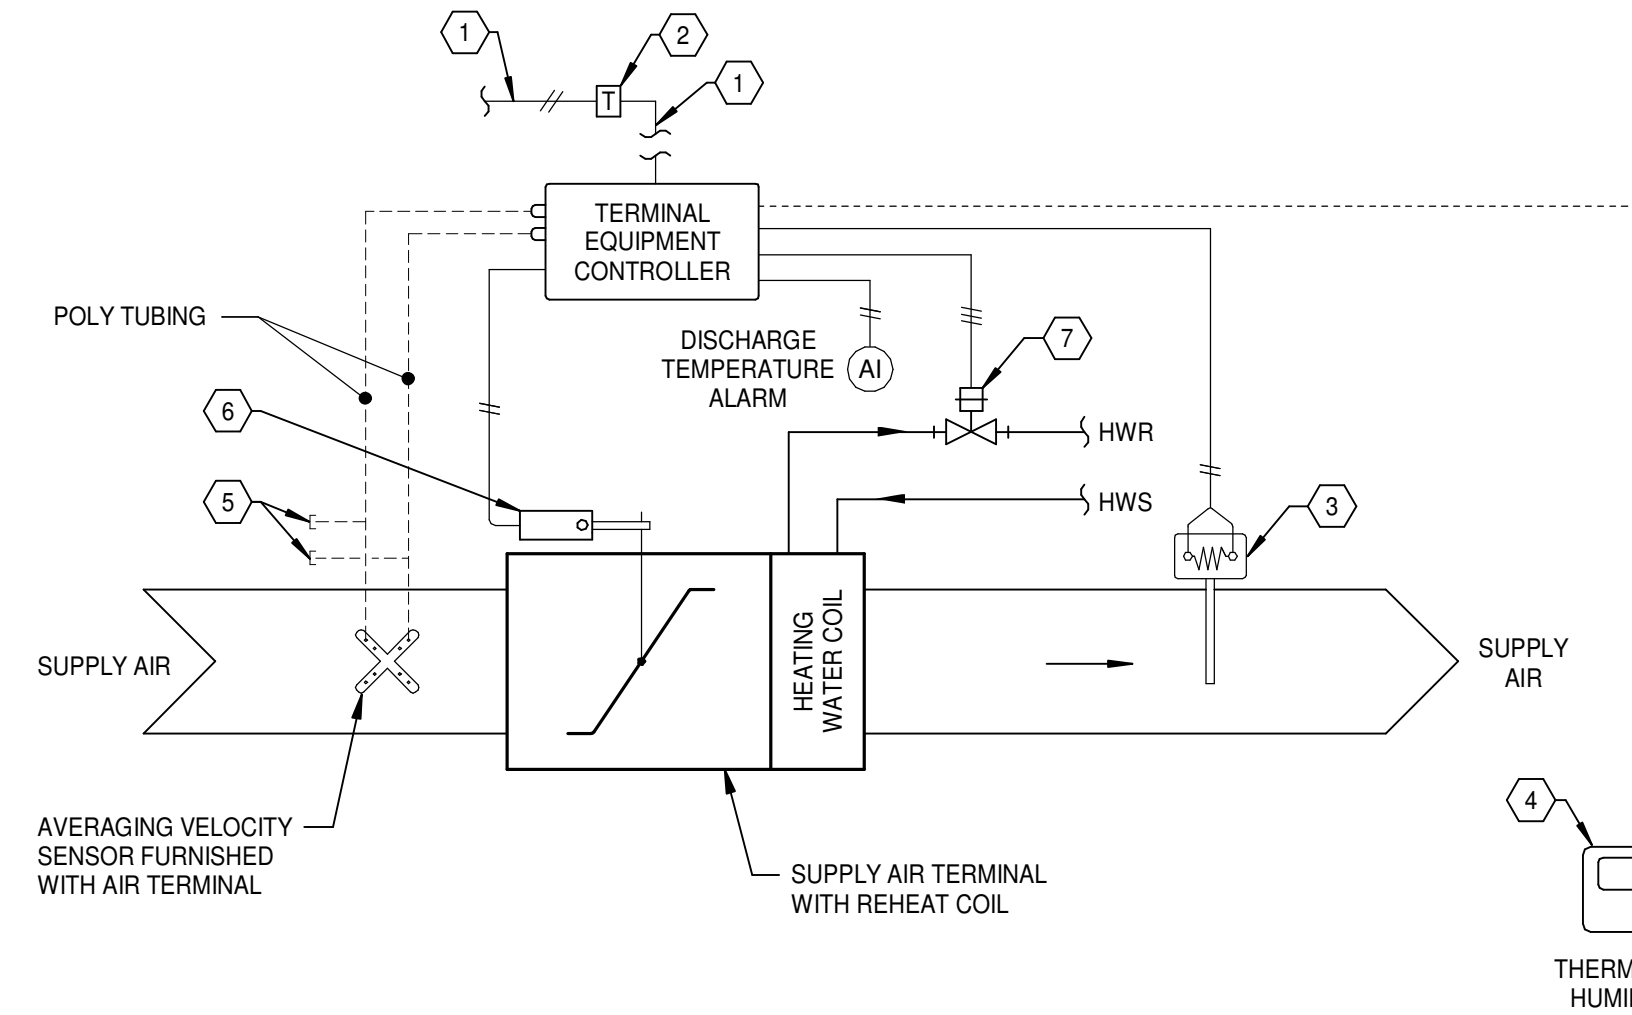 1
2
1
T
TERMINAL
EQUIPMENT
CONTROLLER
POLY TUBING
DISCHARGE
TEMPERATURE
ALARM
AI
7
6
HWR
5
HWS
3
SUPPLY AIR
HEATING
WATER COIL
SUPPLY
AIR
4
AVERAGING VELOCITY
SENSOR FURNISHED
WITH AIR TERMINAL
SUPPLY AIR TERMINAL
WITH REHEAT COIL